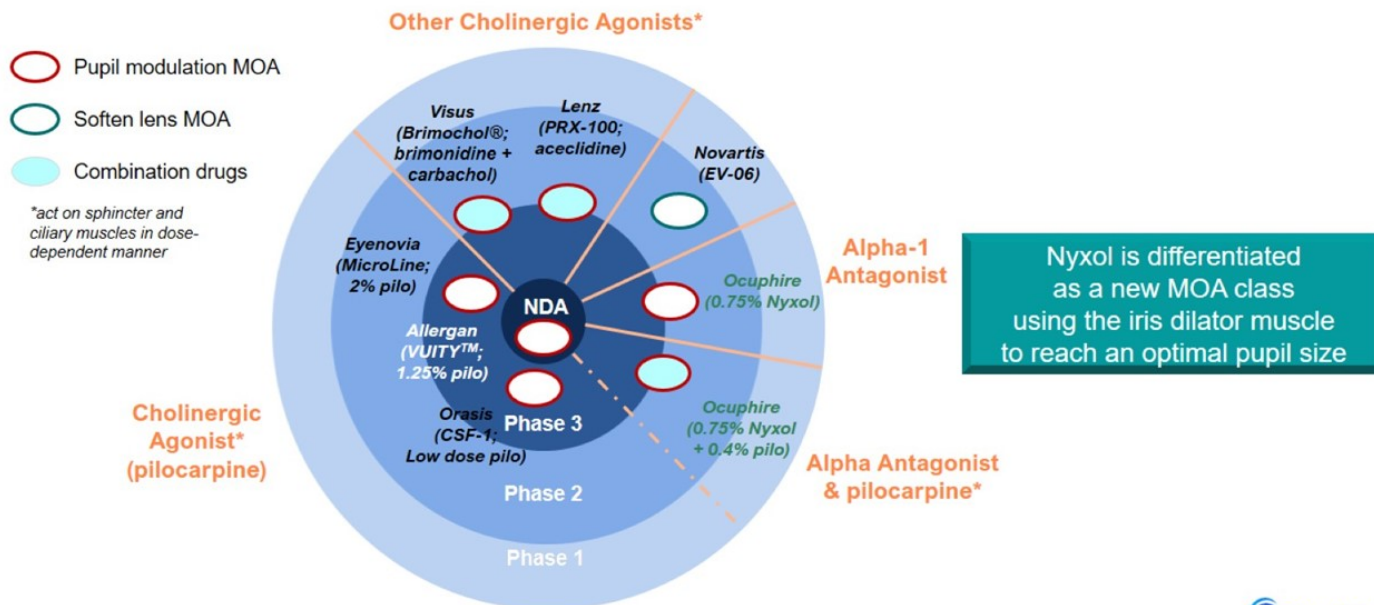 Other Cholinergic Agonists*
Pupil modulation MOA
Soften lens MOA
Combination drugs
*act on sphincter and
ciliary muscles in dose-
dependent manner
Visus
(Brimochol®;
brimonidine +
carbachol)
Lenz
(PRX-100;
aceclidine)
Novartis
(EV-06)
Eyenovia
(MicroLine;
2% pilo)
NDA
Allergan
(VUITY™;
1.25% pilo)
Orasis
(CSF-1;
Low dose pilo)
Phase 3
Phase 2
Phase 1
Ocuphire
(0.75% Nyxol)
Ocuphire
(0.75% Nyxol
+ 0.4% pilo)
Alpha-1
Antagonist
Alpha Antagonist
& pilocarpine*
Cholinergic
Agonist*
(pilocarpine)
Nyxol is differentiated
as a new MOA class
using the iris dilator muscle
to reach an optimal pupil size